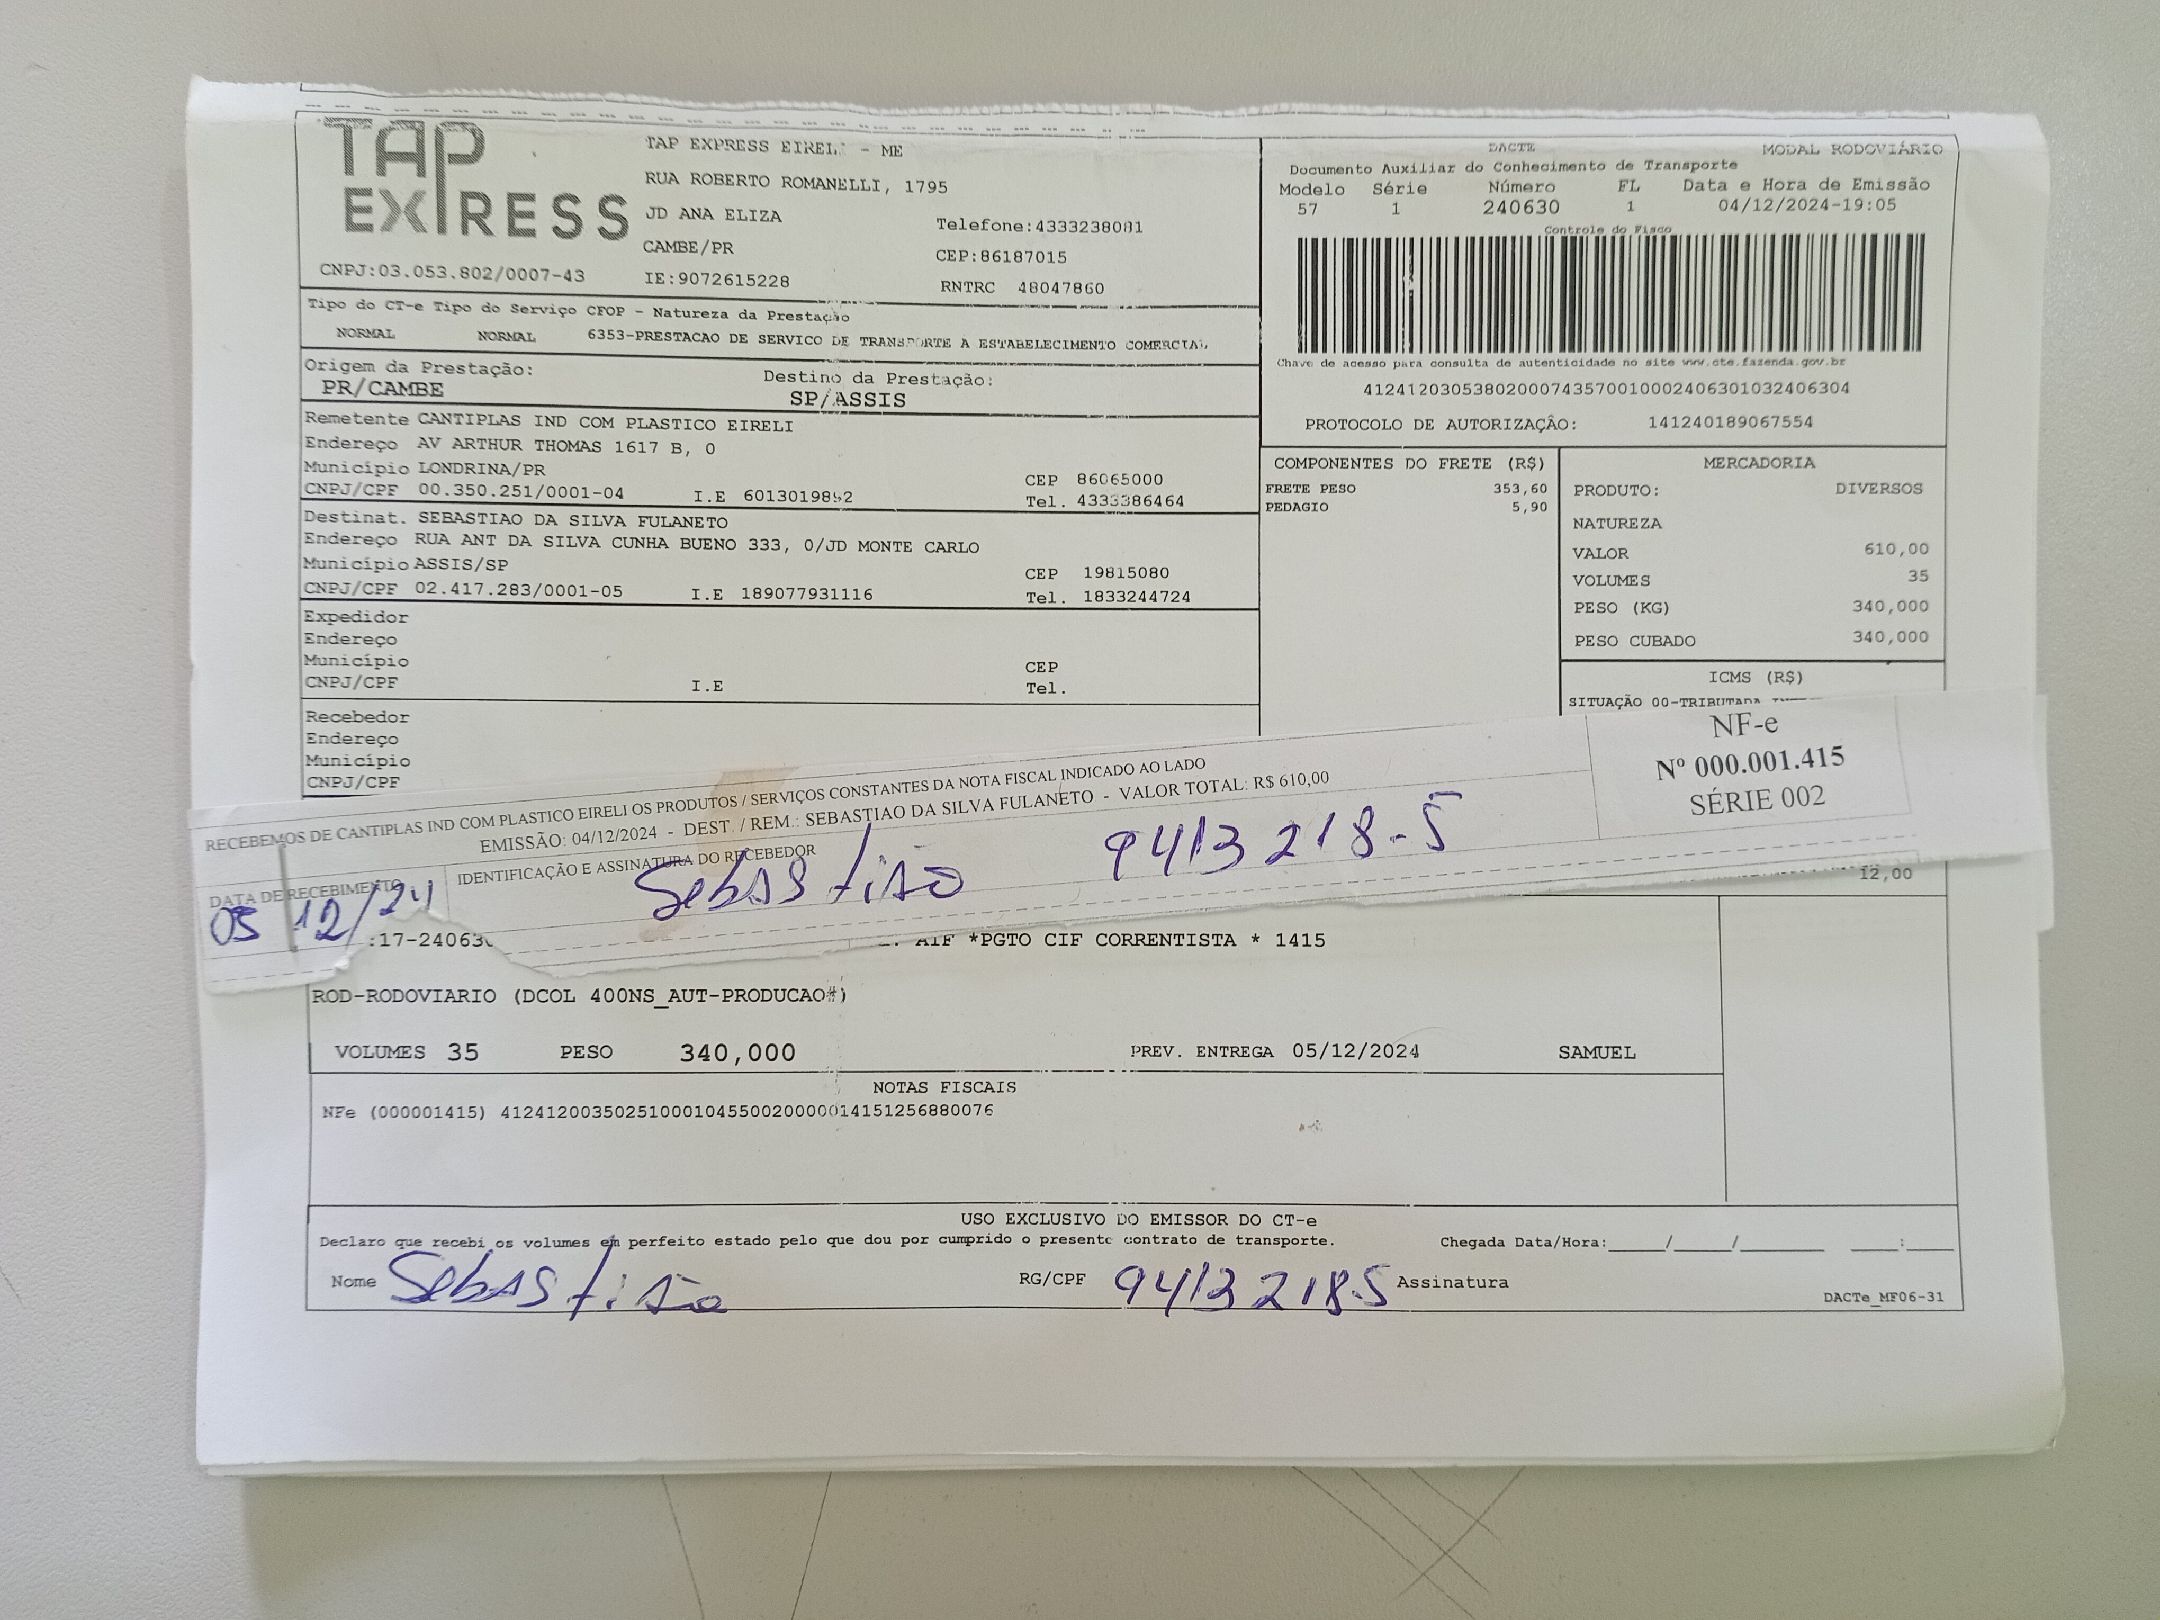 TAP EXPRESS
TAP EXPRESS EIRELI - ME
RUA ROBERTO ROMANELLI, 1795
JD ANA ELIZA
Telefone:4333238081
CAMBE/PR
CEP:86187015
CNPJ:03.053.802/0007-43
IE:9072615228
RNTRC 48047860
DACTE
MODAL RODOVIÁRIO
Documento Auxiliar do Conhecimento de Transporte
Modelo Série Número FL Data e Hora de Emissão
57 1 240630 1 04/12/2024-19:05
Controle do Fisco
Chave de acesso para consulta de autenticidade no site www.cte.fazenda.gov.br
41241203053802000743570010002406301032406304
PROTOCOLO DE AUTORIZAÇÃO: 141240189067554
Tipo do CT-e Tipo do Serviço CFOP - Natureza da Prestação
NORMAL NORMAL 6353-PRESTACAO DE SERVICO DE TRANSPORTE A ESTABELECIMENTO COMERCIAL
Origem da Prestação: Destino da Prestação:
PR/CAMBE SP/ASSIS
Remetente CANTIPLAS IND COM PLASTICO EIRELI
Endereço AV ARTHUR THOMAS 1617 B, 0
Município LONDRINA/PR CEP 86065000
CNPJ/CPF 00.350.251/0001-04 I.E 6013019852 Tel. 4333386464
Destinat. SEBASTIAO DA SILVA FULANETO
Endereço RUA ANT DA SILVA CUNHA BUENO 333, 0/JD MONTE CARLO
Município ASSIS/SP CEP 19815080
CNPJ/CPF 02.417.283/0001-05 I.E 189077931116 Tel. 1833244724
Expedidor
Endereço
Município CEP
CNPJ/CPF I.E Tel.
Recebedor
Endereço
Município
CNPJ/CPF
COMPONENTES DO FRETE (R$)
FRETE PESO 353,60
PEDAGIO 5,90
MERCADORIA
PRODUTO: DIVERSOS
NATUREZA
VALOR 610,00
VOLUMES 35
PESO (KG) 340,000
PESO CUBADO 340,000
ICMS (R$)
SITUAÇÃO 00-TRIBUTADA
RECEBEMOS DE CANTIPLAS IND COM PLASTICO EIRELI OS PRODUTOS / SERVIÇOS CONSTANTES DA NOTA FISCAL INDICADO AO LADO
EMISSÃO: 04/12/2024 - DEST. / REM.: SEBASTIAO DA SILVA FULANETO - VALOR TOTAL: R$ 610,00
NF-e
Nº 000.001.415
SÉRIE 002
DATA DE RECEBIMENTO IDENTIFICAÇÃO E ASSINATURA DO RECEBEDOR
05 12/24 Sebastião 9413218-5
12,00
:17-24063 *PGTO CIF CORRENTISTA * 1415
ROD-RODOVIARIO (DCOL 400NS_AUT-PRODUCAO#)
VOLUMES 35 PESO 340,000 PREV. ENTREGA 05/12/2024 SAMUEL
NOTAS FISCAIS
NFe (000001415) 41241200350251000104550020000014151256880076
USO EXCLUSIVO DO EMISSOR DO CT-e
Declaro que recebi os volumes em perfeito estado pelo que dou por cumprido o presente contrato de transporte. Chegada Data/Hora:____/____/______ ____:____
Nome Sebastião RG/CPF 9413218-5 Assinatura
DACTe_MF06-31